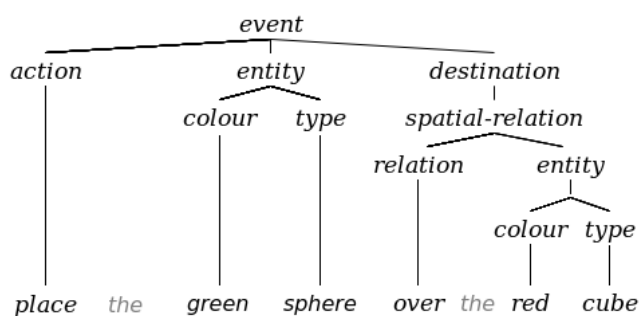 event
action entity destination
colour type spatial-relation
relation entity
colour type
place the green sphere over the red cube